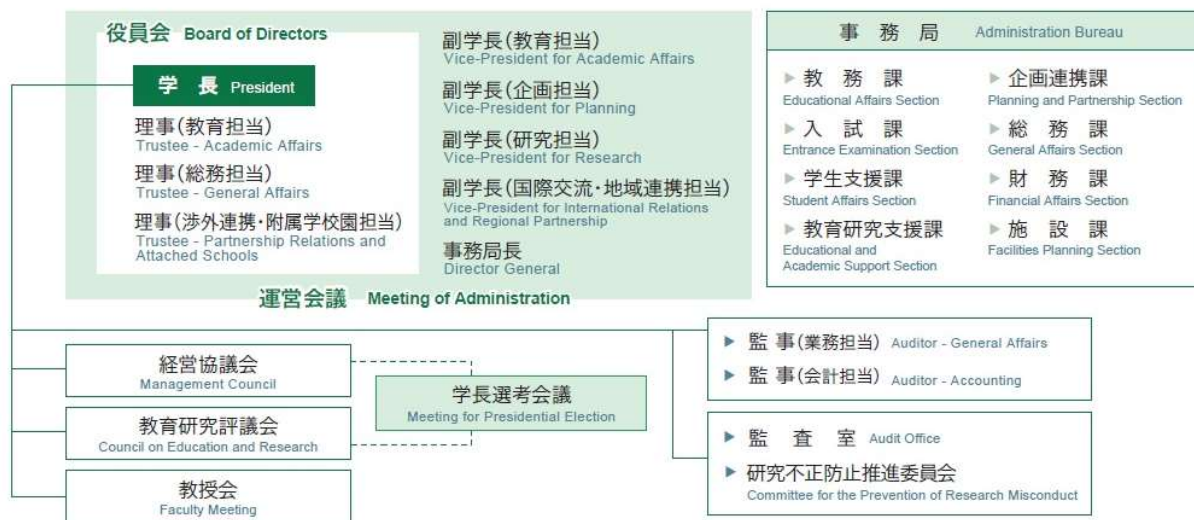 役員会 Board of Directors
学 長 President
理事(教育担当)
Trustee - Academic Affairs
理事(総務担当)
Trustee - General Affairs
理事(渉外連携・附属学校園担当)
Trustee - Partnership Relations and
Attached Schools
副学長(教育担当)
Vice-President for Academic Affairs
副学長(企画担当)
Vice-President for Planning
副学長(研究担当)
Vice-President for Research
副学長(国際交流・地域連携担当)
Vice-President for International Relations
and Regional Partnership
事務局長
Director General
運営会議 Meeting of Administration
事 務 局 Administration Bureau
▶ 教 務 課
Educational Affairs Section
▶ 入 試 課
Entrance Examination Section
▶ 学生支援課
Student Affairs Section
▶ 教育研究支援課
Educational and
Academic Support Section
▶ 企画連携課
Planning and Partnership Section
▶ 総 務 課
General Affairs Section
▶ 財 務 課
Financial Affairs Section
▶ 施 設 課
Facilities Planning Section
経営協議会
Management Council
教育研究評議会
Council on Education and Research
教授会
Faculty Meeting
学長選考会議
Meeting for Presidential Election
▶ 監 事(業務担当) Auditor - General Affairs
▶ 監 事(会計担当) Auditor - Accounting
▶ 監 査 室 Audit Office
▶ 研究不正防止推進委員会
Committee for the Prevention of Research Misconduct